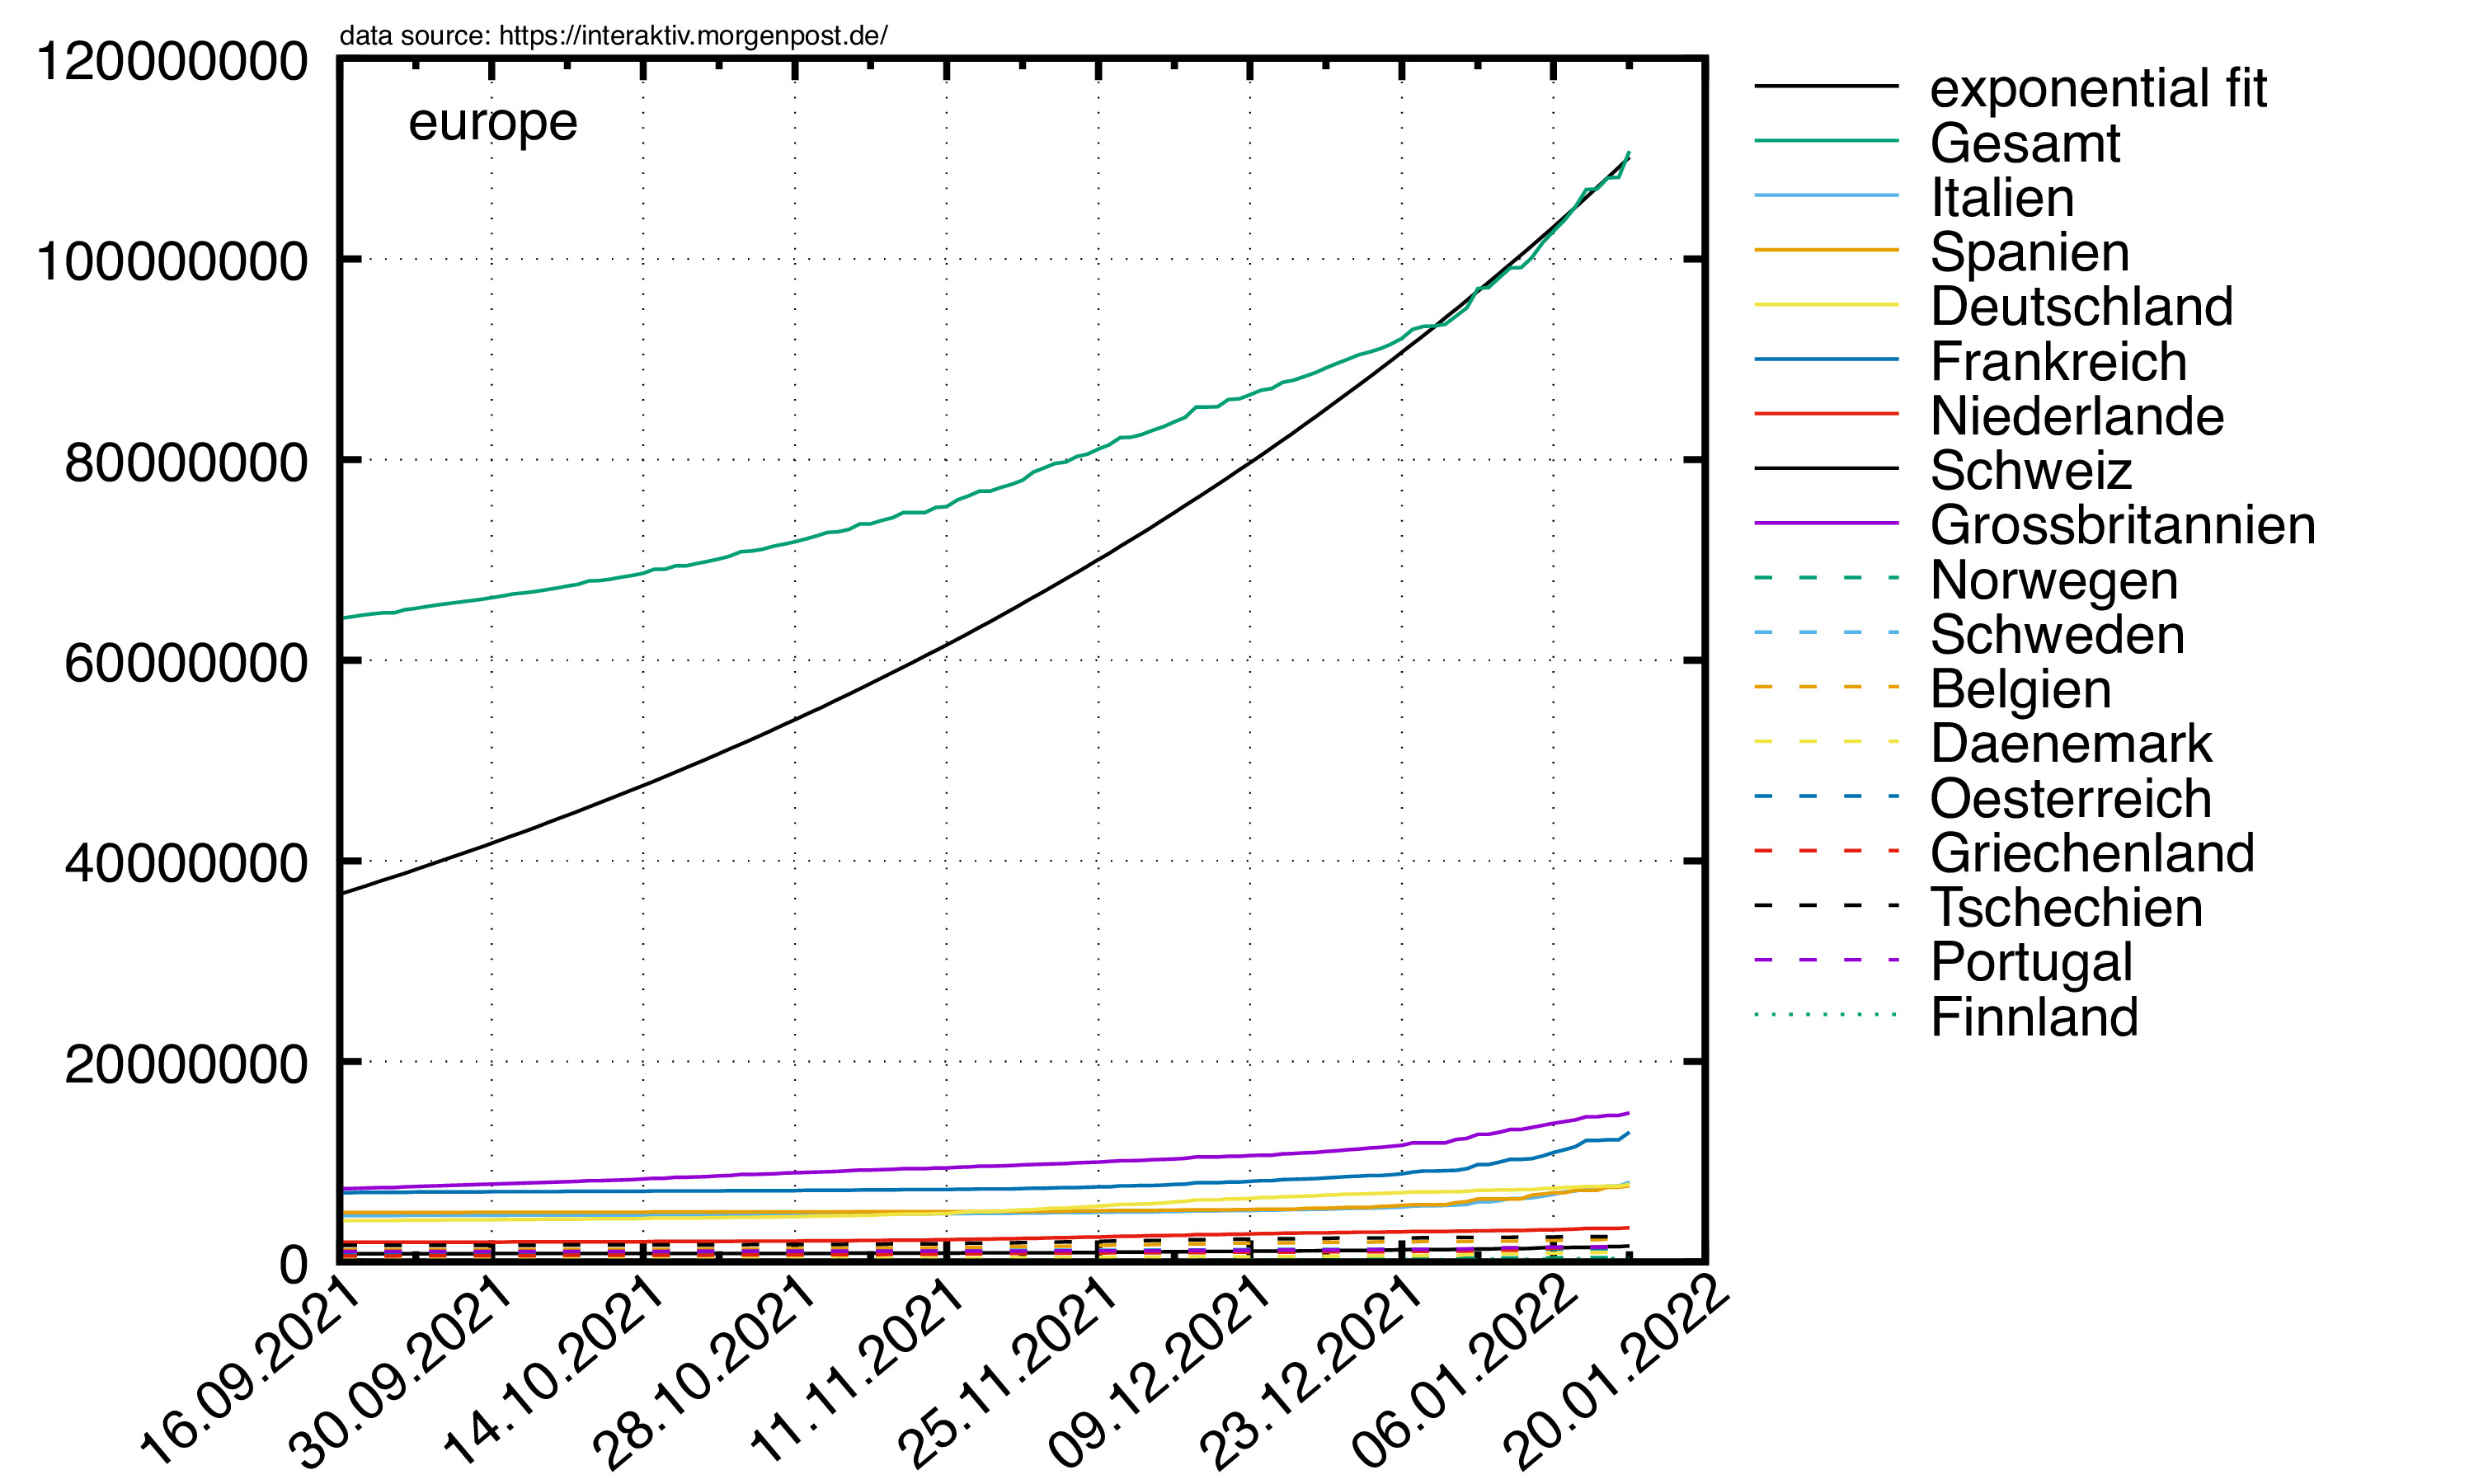 data source: https://interaktiv.morgenpost.de/
europe
120000000
100000000
80000000
60000000
40000000
20000000
0
16.09.2021
30.09.2021
14.10.2021
28.10.2021
11.11.2021
25.11.2021
09.12.2021
23.12.2021
06.01.2022
20.01.2022
exponential fit
Gesamt
Italien
Spanien
Deutschland
Frankreich
Niederlande
Schweiz
Grossbritannien
Norwegen
Schweden
Belgien
Daenemark
Oesterreich
Griechenland
Tschechien
Portugal
Finnland